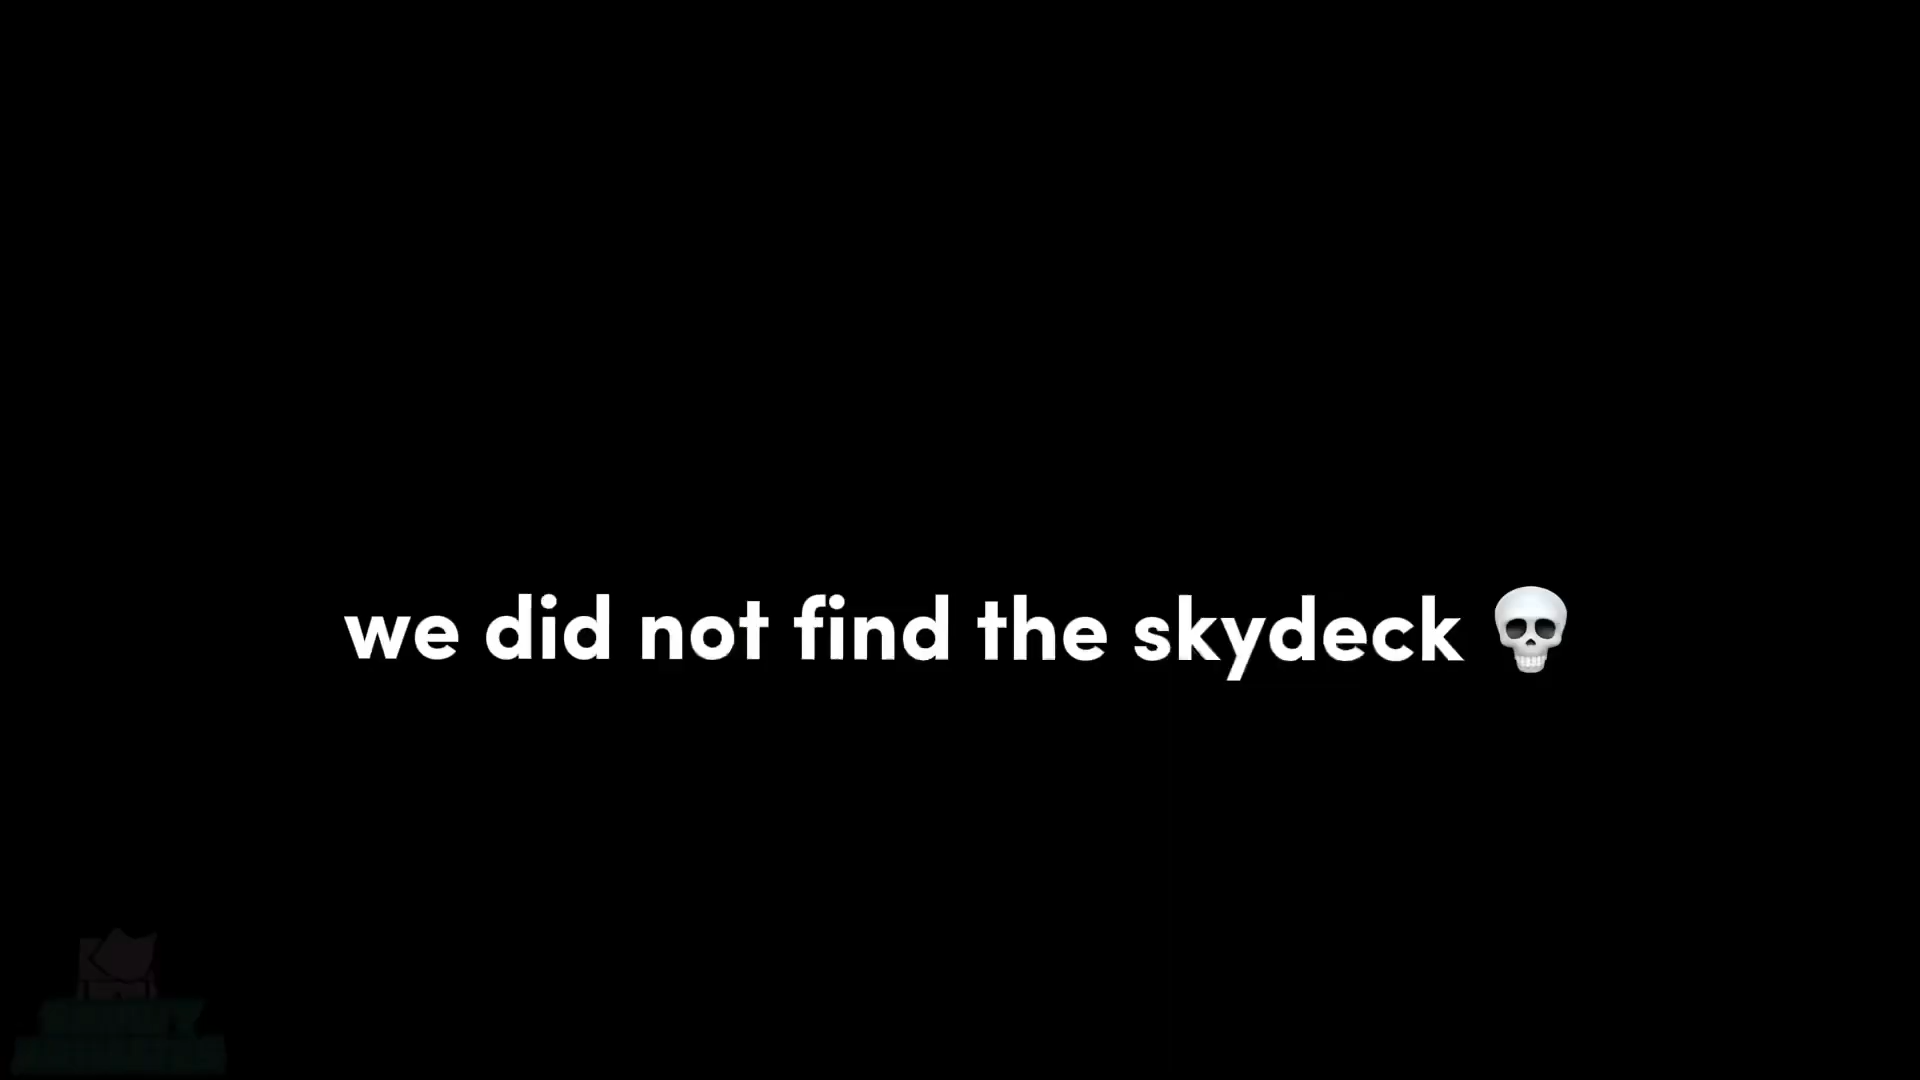 we did not find the skydeck 💀